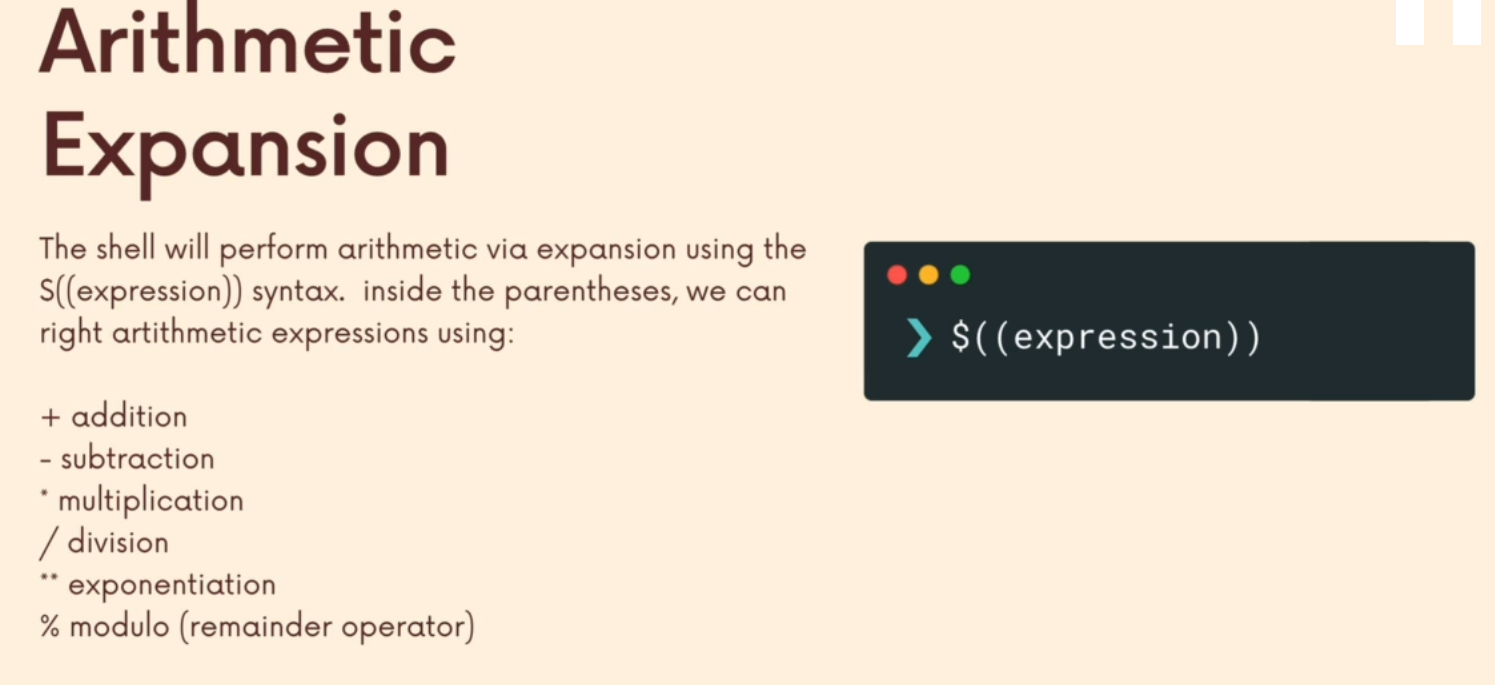 Arithmetic
Expansion
The shell will perform arithmetic via expansion using the
S((expression)) syntax.  inside the parentheses, we can
right artithmetic expressions using:
+ addition
- subtraction
* multiplication
/ division
** exponentiation
% modulo (remainder operator)
❯ $((expression))